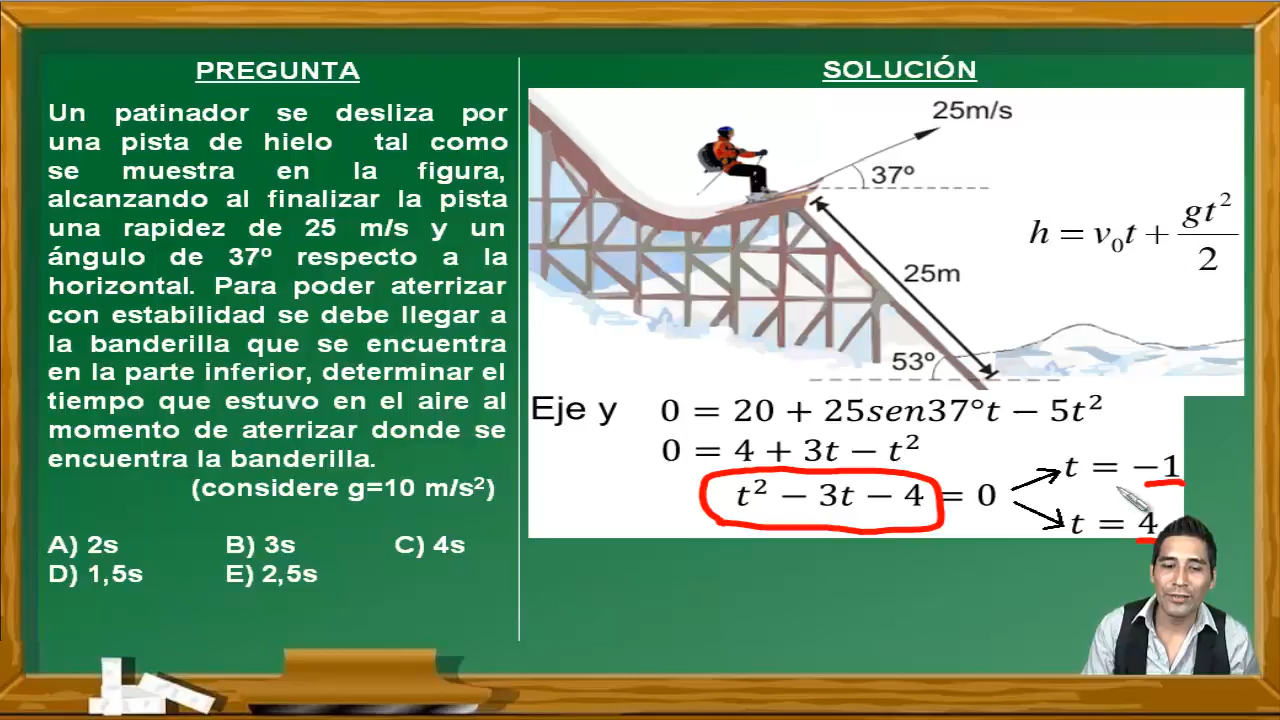 PREGUNTA
Un patinador se desliza por
una pista de hielo tal como
se muestra en la figura,
alcanzando al finalizar la pista
una rapidez de 25 m/s y un
ángulo de 37º respecto a la
horizontal. Para poder aterrizar
con estabilidad se debe llegar a
la banderilla que se encuentra
en la parte inferior, determinar el
tiempo que estuvo en el aire al
momento de aterrizar donde se
encuentra la banderilla.
(considere g=10 m/s²)
A) 2s B) 3s C) 4s
D) 1,5s E) 2,5s
SOLUCIÓN
25m/s
37º
h = v₀t + gt²/2
25m
53º
Eje y 0 = 20 + 25sen37°t − 5t²
0 = 4 + 3t − t²
t² − 3t − 4 = 0
t = −1
t = 4